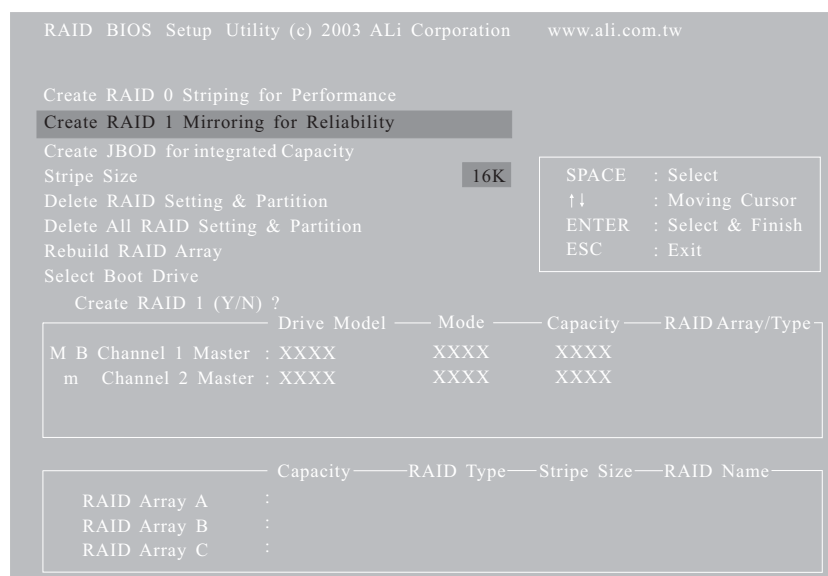 RAID BIOS Setup Utility (c) 2003 ALi Corporation www.ali.com.tw
Create RAID 0 Striping for Performance
Create RAID 1 Mirroring for Reliability
Create JBOD for integrated Capacity
Stripe Size 16K
Delete RAID Setting & Partition
Delete All RAID Setting & Partition
Rebuild RAID Array
Select Boot Drive
SPACE : Select
↑↓ : Moving Cursor
ENTER : Select & Finish
ESC : Exit
Create RAID 1 (Y/N) ?
Drive Model Mode Capacity RAID Array/Type
M B Channel 1 Master : XXXX XXXX XXXX
m Channel 2 Master : XXXX XXXX XXXX
Capacity RAID Type Stripe Size RAID Name
RAID Array A :
RAID Array B :
RAID Array C :